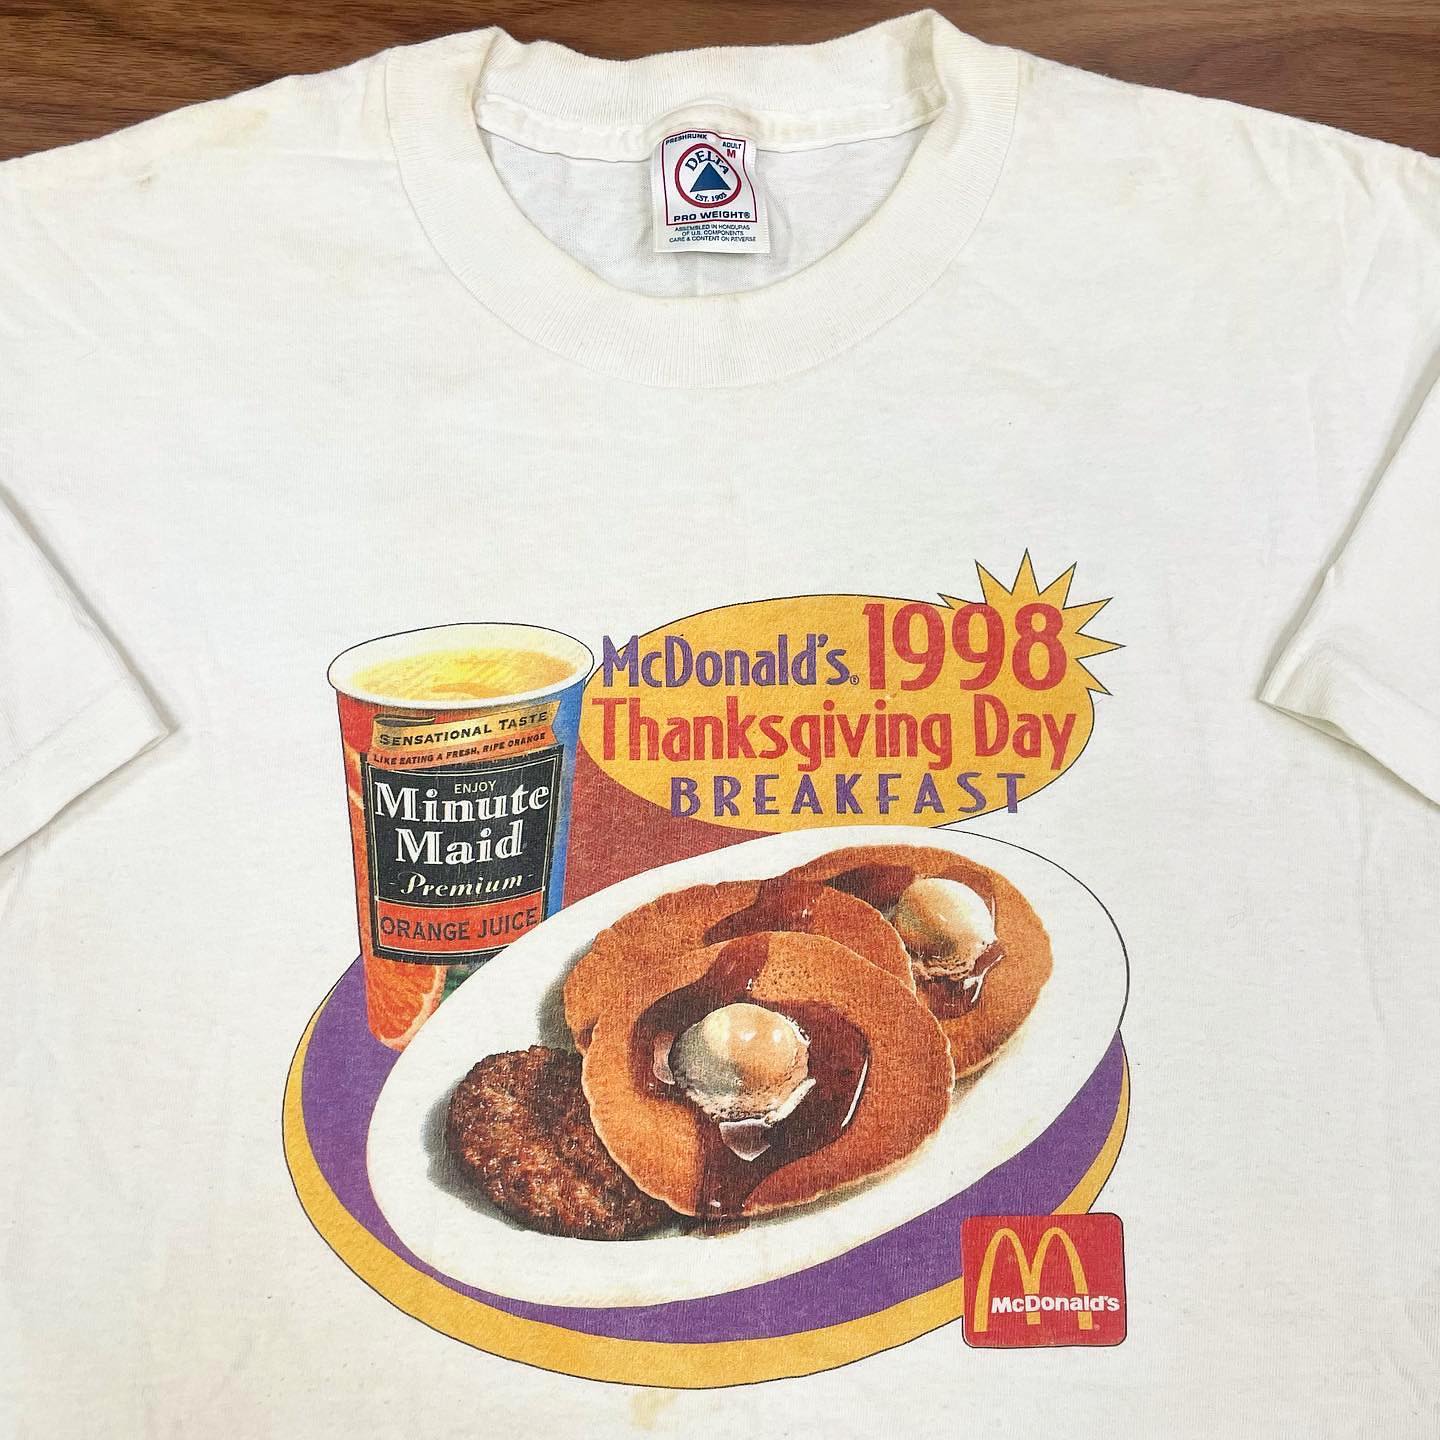 PRESHRUNK
ADULT
M
DELTA
EST. 1903
PRO WEIGHT®
ASSEMBLED IN HONDURAS
OF U.S. COMPONENTS
CARE & CONTENT ON REVERSE
McDonald's® 1998
Thanksgiving Day
BREAKFAST
SENSATIONAL TASTE
LIKE EATING A FRESH, RIPE ORANGE
ENJOY
Minute
Maid
- Premium -
ORANGE JUICE
McDonald's®